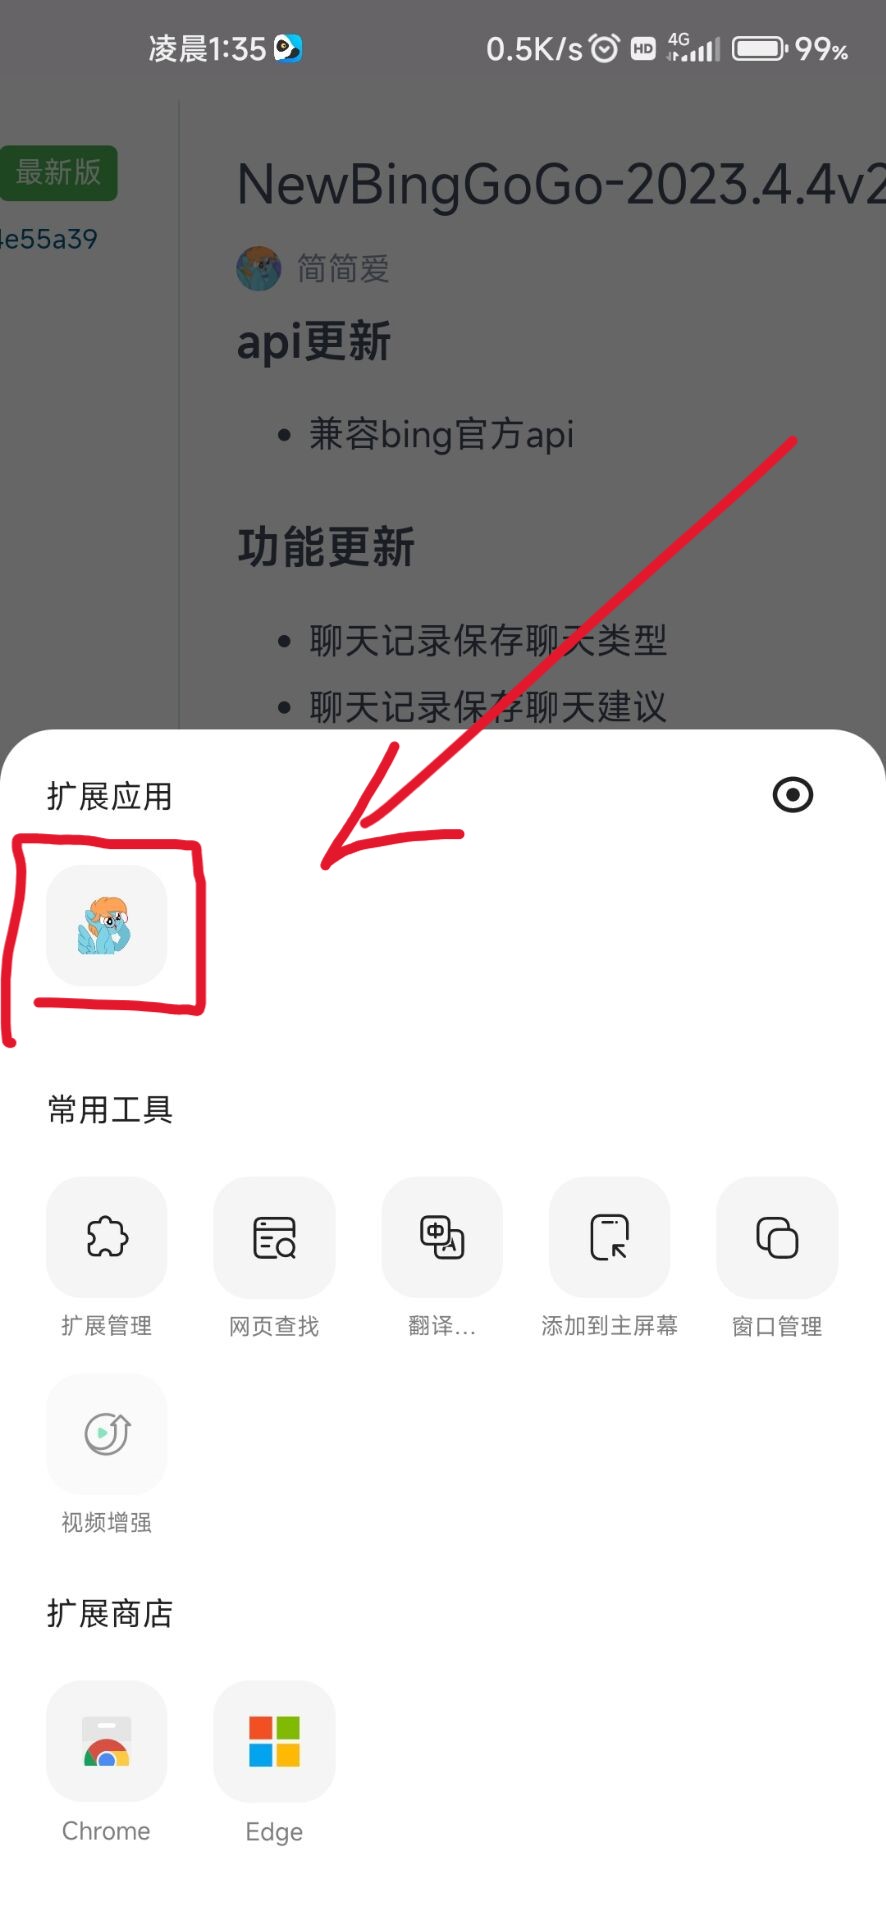 凌晨1:35 0.5K/s HD 4G 99%
最新版
NewBingGoGo-2023.4.4v2
4e55a39
简简爱
api更新
兼容bing官方api
功能更新
聊天记录保存聊天类型
聊天记录保存聊天建议
扩展应用
常用工具
扩展管理 网页查找 翻译... 添加到主屏幕 窗口管理
视频增强
扩展商店
Chrome Edge